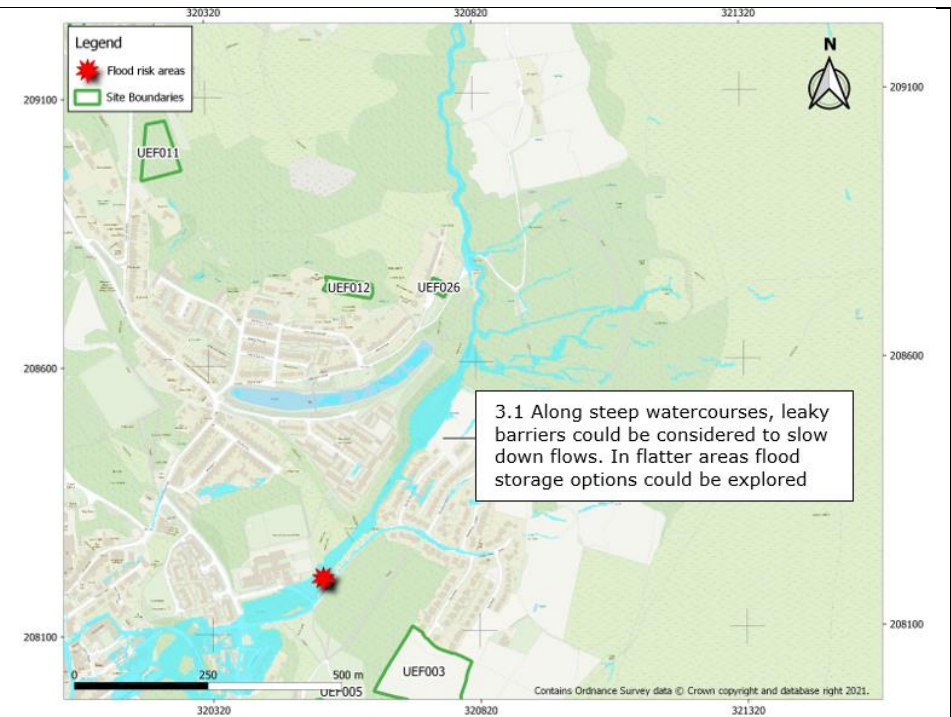 320320
320820
321320
Legend
Flood risk areas
Site Boundaries
N
209100
209100
UEF011
UEF012
UEF026
208600
208600
3.1 Along steep watercourses, leaky
barriers could be considered to slow
down flows. In flatter areas flood
storage options could be explored
208100
208100
UEF003
0
250
500 m
UEF005
Contains Ordnance Survey data © Crown copyright and database right 2021.
320320
320820
321320